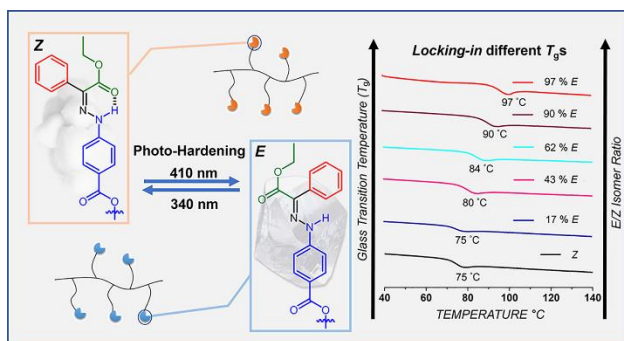 Z
O
O
N
H
N
O
O
Photo-Hardening
410 nm
340 nm
E
O
O
N
H
N
O
O
Locking-in different Tgs
Glass Transition Temperature (Tg)
97 % E
97 °C
90 % E
90 °C
62 % E
84 °C
43 % E
80 °C
17 % E
75 °C
Z
75 °C
40 60 80 100 120 140
TEMPERATURE °C
E/Z Isomer Ratio